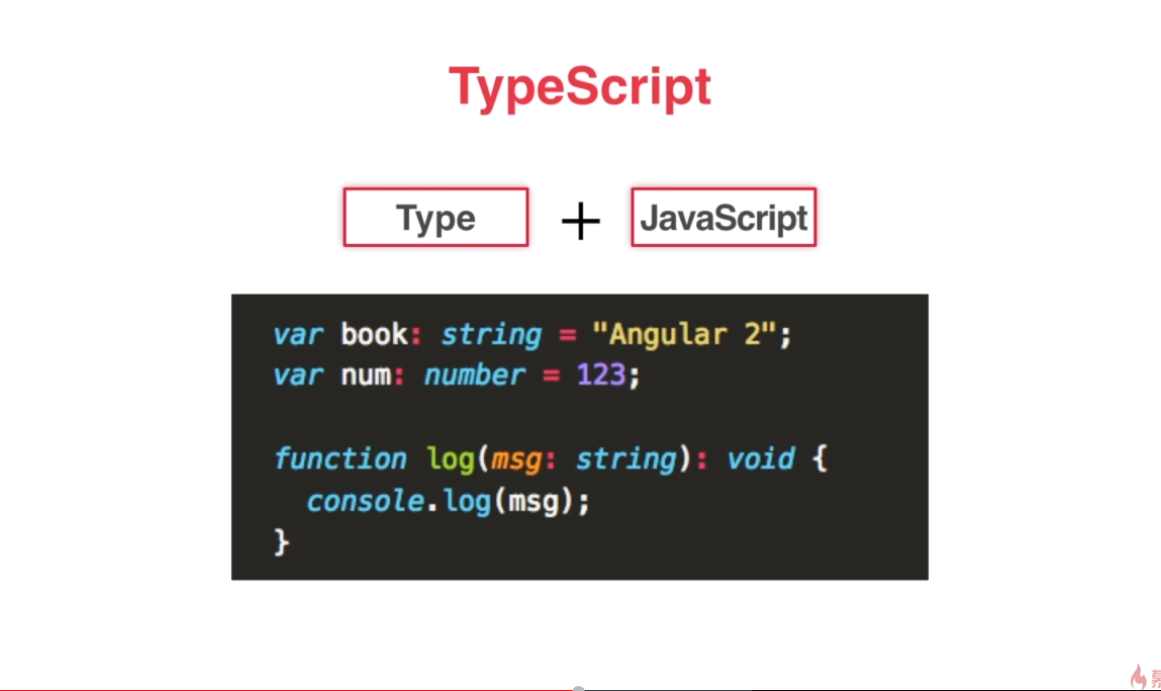 TypeScript
Type + JavaScript
var book: string = "Angular 2";
var num: number = 123;
function log(msg: string): void {
  console.log(msg);
}